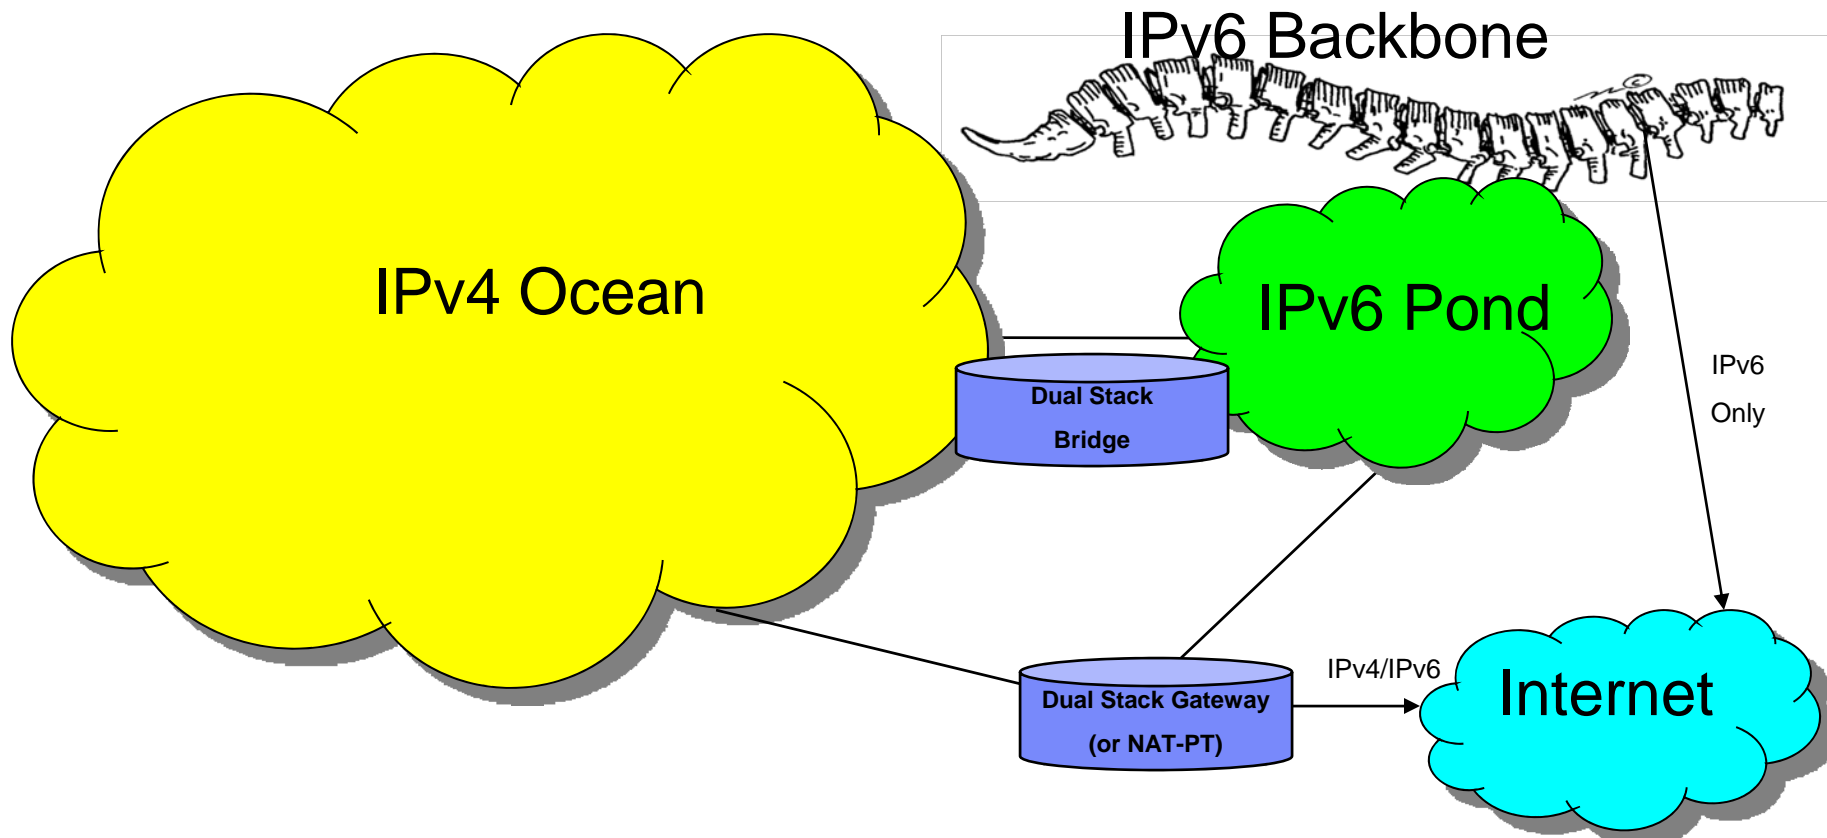 IPv6 Backbone
IPv4 Ocean
IPv6 Pond
Dual Stack
Bridge
IPv6
Only
IPv4/IPv6
Dual Stack Gateway
(or NAT-PT)
Internet